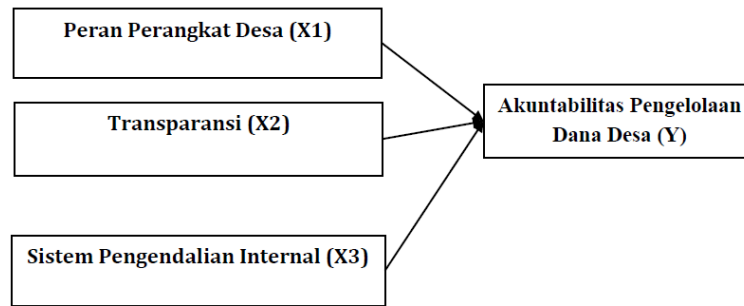 Peran Perangkat Desa (X1)
Transparansi (X2)
Akuntabilitas Pengelolaan
Dana Desa (Y)
Sistem Pengendalian Internal (X3)